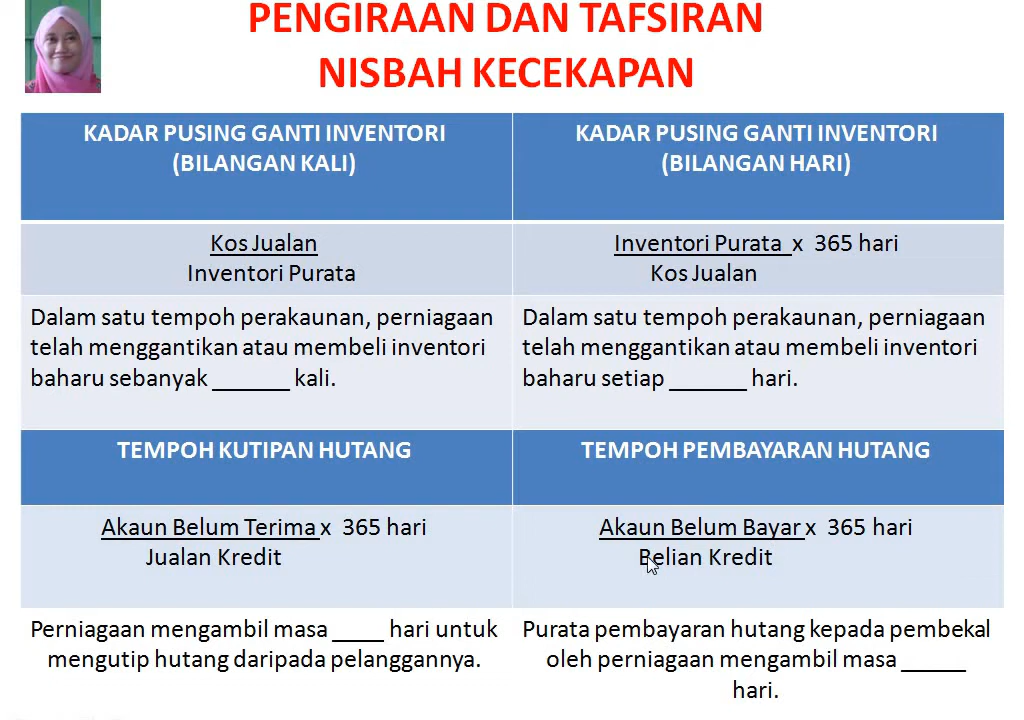 PENGIRAAN DAN TAFSIRAN
NISBAH KECEKAPAN
KADAR PUSING GANTI INVENTORI
(BILANGAN KALI)
KADAR PUSING GANTI INVENTORI
(BILANGAN HARI)
Kos Jualan
Inventori Purata
Inventori Purata x 365 hari
Kos Jualan
Dalam satu tempoh perakaunan, perniagaan
telah menggantikan atau membeli inventori
baharu sebanyak ______ kali.
Dalam satu tempoh perakaunan, perniagaan
telah menggantikan atau membeli inventori
baharu setiap ______ hari.
TEMPOH KUTIPAN HUTANG
TEMPOH PEMBAYARAN HUTANG
Akaun Belum Terima x 365 hari
Jualan Kredit
Akaun Belum Bayar x 365 hari
Belian Kredit
Perniagaan mengambil masa ____ hari untuk
mengutip hutang daripada pelanggannya.
Purata pembayaran hutang kepada pembekal
oleh perniagaan mengambil masa _____
hari.